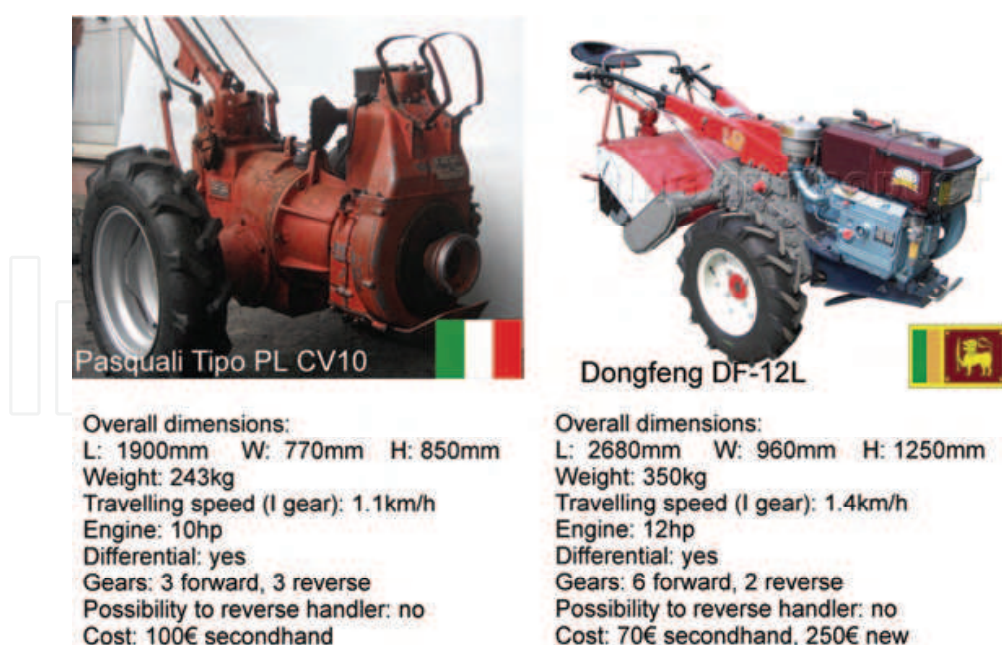 Pasquali Tipo PL CV10
Overall dimensions:
L: 1900mm W: 770mm H: 850mm
Weight: 243kg
Travelling speed (I gear): 1.1km/h
Engine: 10hp
Differential: yes
Gears: 3 forward, 3 reverse
Possibility to reverse handler: no
Cost: 100€ secondhand
Dongfeng DF-12L
Overall dimensions:
L: 2680mm W: 960mm H: 1250mm
Weight: 350kg
Travelling speed (I gear): 1.4km/h
Engine: 12hp
Differential: yes
Gears: 6 forward, 2 reverse
Possibility to reverse handler: no
Cost: 70€ secondhand, 250€ new